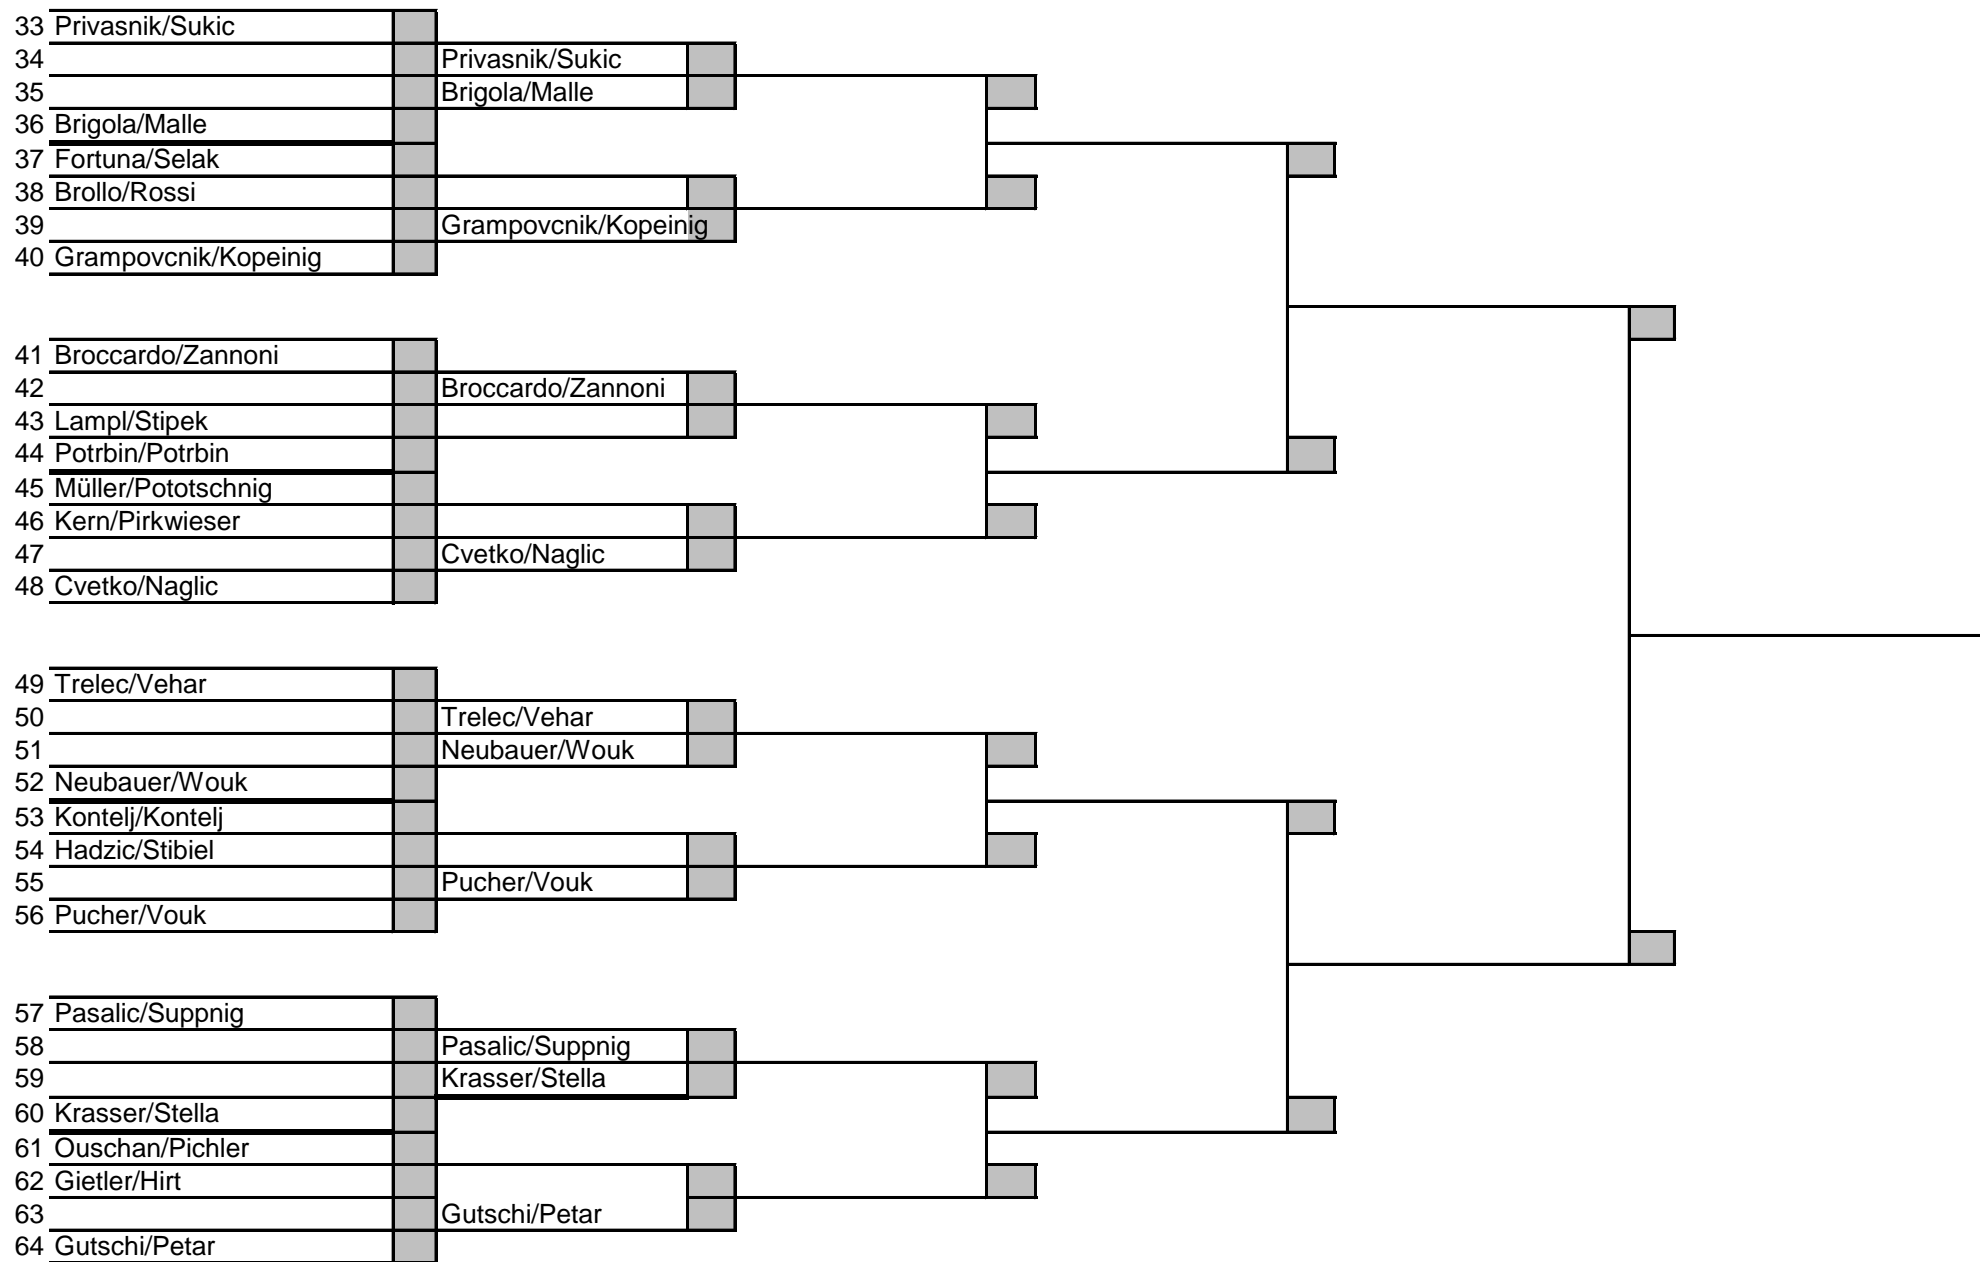 33 Privasnik/Sukic
34 Privasnik/Sukic
35 Brigola/Malle
36 Brigola/Malle
37 Fortuna/Selak
38 Brollo/Rossi
39 Grampovcnik/Kopeinig
40 Grampovcnik/Kopeinig
41 Broccardo/Zannoni
42 Broccardo/Zannoni
43 Lampl/Stipek
44 Potrbin/Potrbin
45 Müller/Pototschnig
46 Kern/Pirkwieser
47 Cvetko/Naglic
48 Cvetko/Naglic
49 Trelec/Vehar
50 Trelec/Vehar
51 Neubauer/Wouk
52 Neubauer/Wouk
53 Kontelj/Kontelj
54 Hadzic/Stibiel
55 Pucher/Vouk
56 Pucher/Vouk
57 Pasalic/Suppnig
58 Pasalic/Suppnig
59 Krasser/Stella
60 Krasser/Stella
61 Ouschan/Pichler
62 Gietler/Hirt
63 Gutschi/Petar
64 Gutschi/Petar